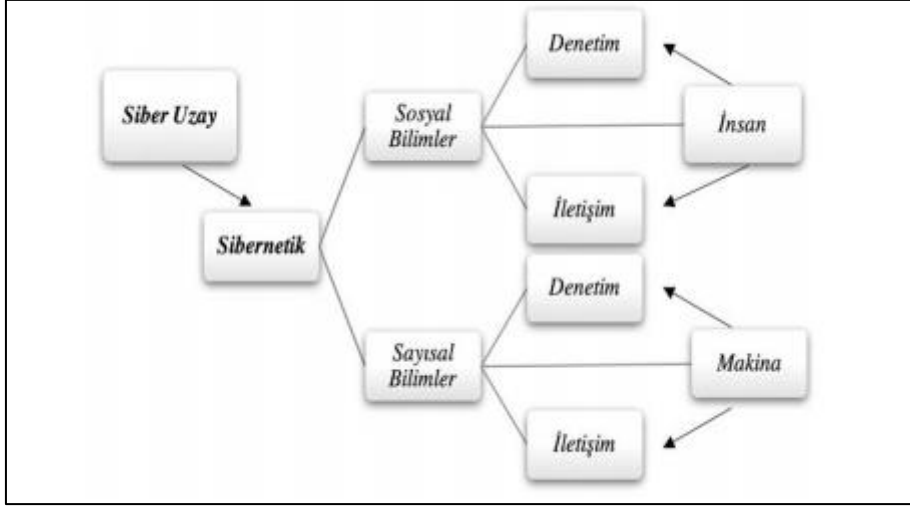 Siber Uzay
Sibernetik
Sosyal
Bilimler
Denetim
İnsan
İletişim
Sayısal
Bilimler
Denetim
Makina
İletişim